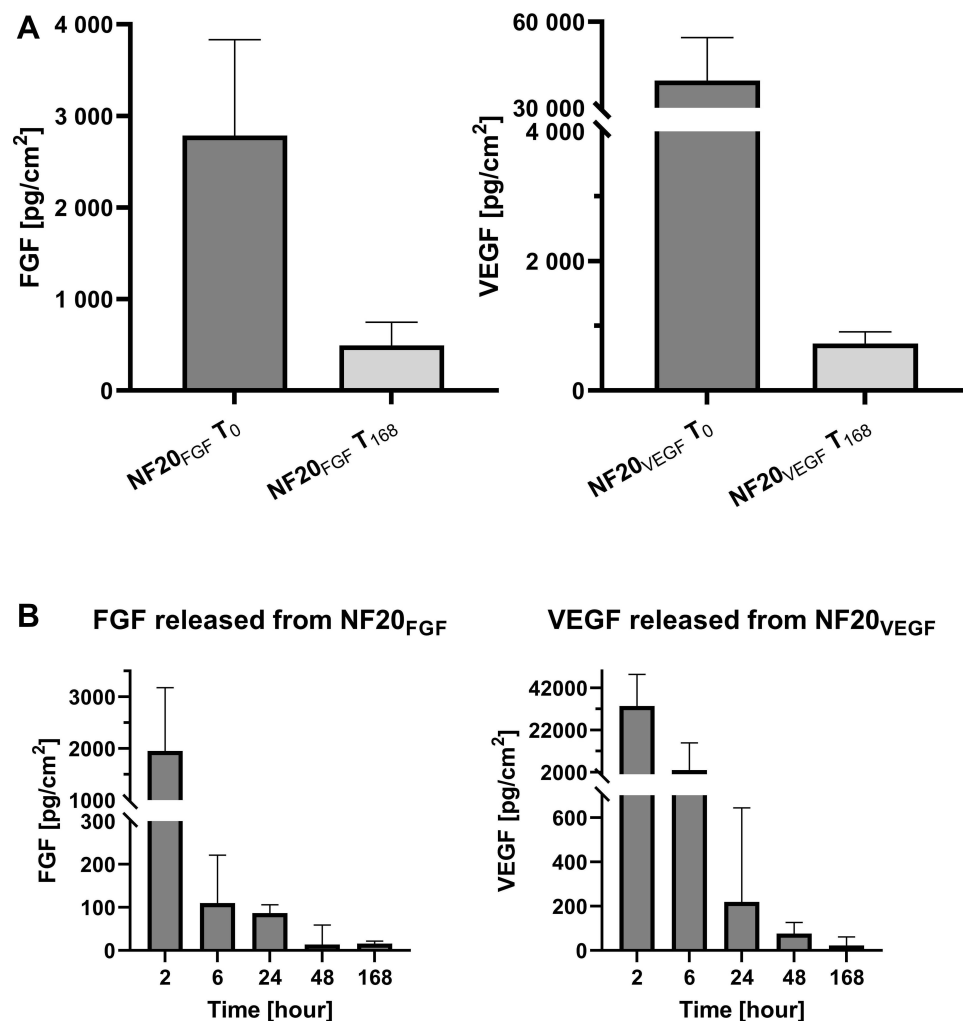 A
FGF [pg/cm²]
4 000
3 000
2 000
1 000
0
NF20FGF T0
NF20FGF T168
VEGF [pg/cm²]
60 000
30 000
4 000
2 000
0
NF20VEGF T0
NF20VEGF T168
B
FGF released from NF20FGF
FGF [pg/cm²]
3000
2000
1000
300
200
100
0
2 6 24 48 168
Time [hour]
VEGF released from NF20VEGF
VEGF [pg/cm²]
42000
22000
2000
600
400
200
0
2 6 24 48 168
Time [hour]